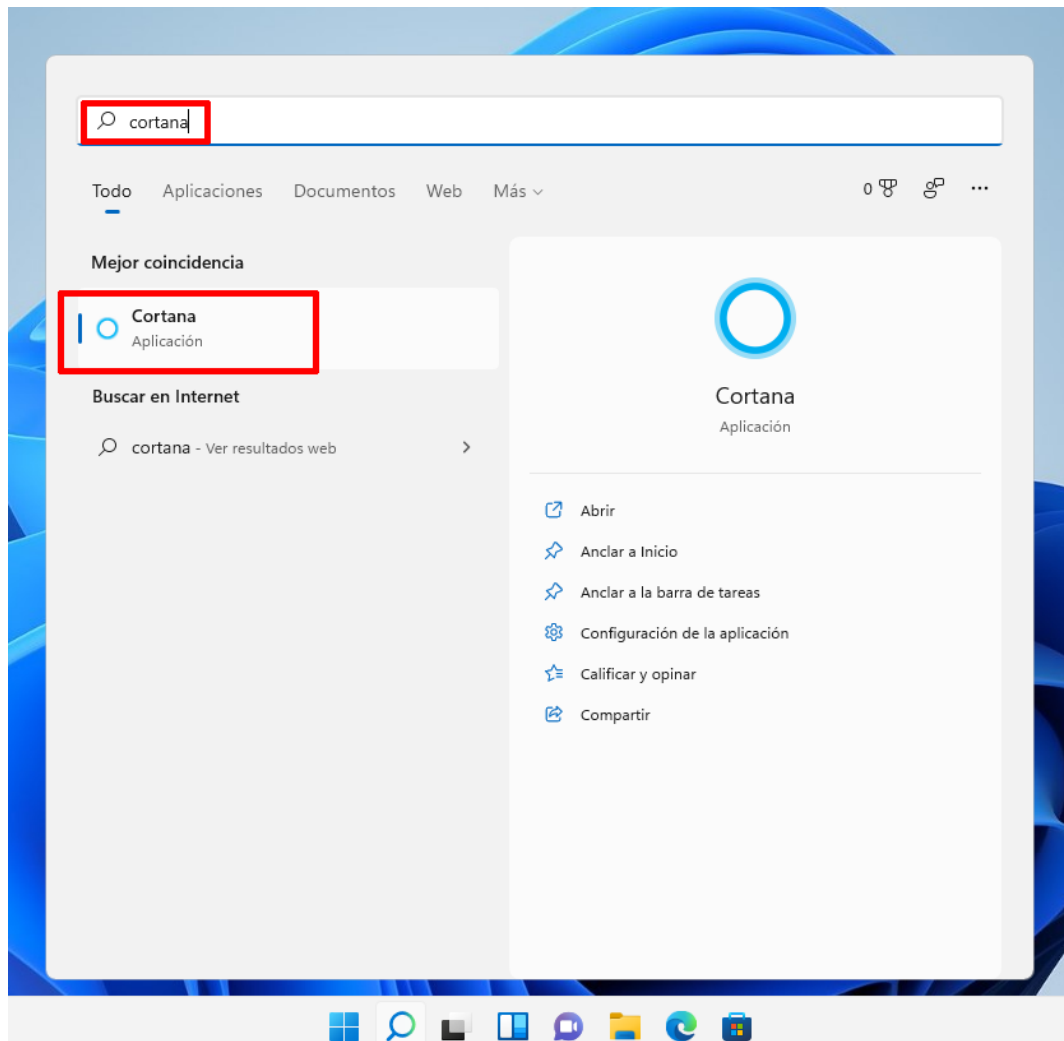 cortana
Todo Aplicaciones Documentos Web Más 0 ...
Mejor coincidencia
Cortana
Aplicación
Buscar en Internet
cortana - Ver resultados web
Cortana
Aplicación
Abrir
Anclar a Inicio
Anclar a la barra de tareas
Configuración de la aplicación
Calificar y opinar
Compartir